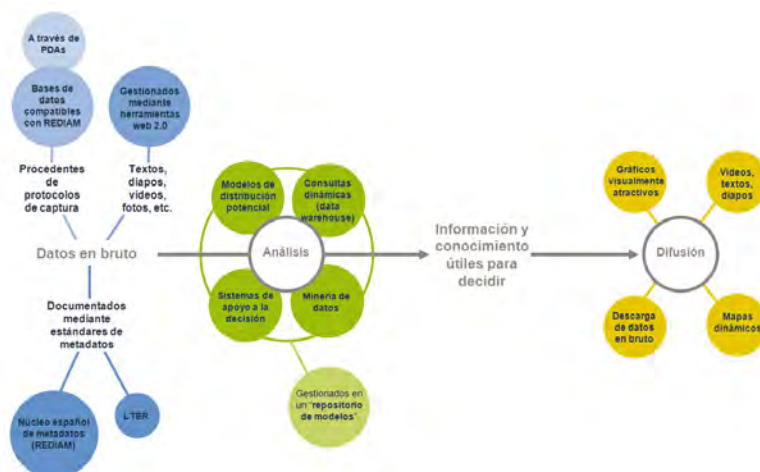 A través de
PDAs
Bases de
datos
compatibles
con REDIAM
Gestionados
mediante
herramientas
web 2.0
Procedentes
de
protocolos
de captura
Textos,
diapos,
vídeos,
fotos, etc.
Datos en bruto
Documentados
mediante
estándares de
metadatos
Núcleo español
de metadatos
(REDIAM)
LTER
Modelos de
distribución
potencial
Consultas
dinámicas
(data
warehouse)
Análisis
Sistemas de
apoyo a la
decisión
Minería de
datos
Gestionados en
un “repositorio
de modelos”
Información y
conocimiento
útiles para
decidir
Gráficos
visualmente
atractivos
Vídeos,
textos,
diapos
Difusión
Descarga
de datos
en bruto
Mapas
dinámicos